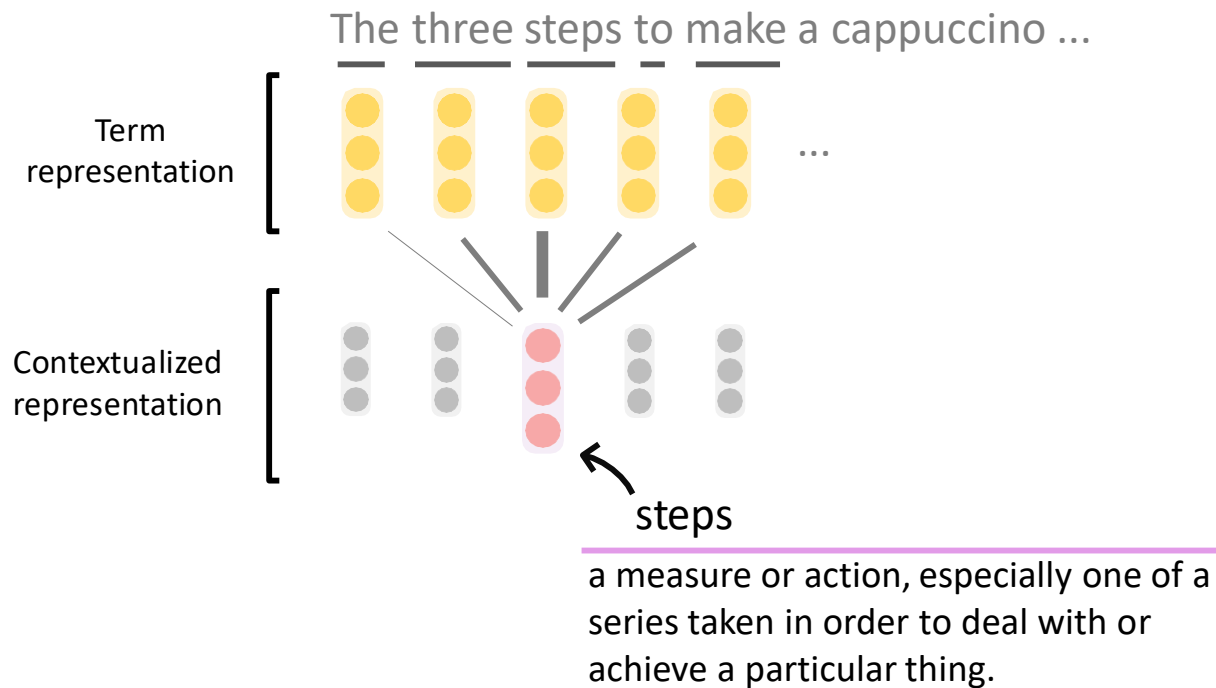 The three steps to make a cappuccino ...
Term
representation
...
Contextualized
representation
steps
a measure or action, especially one of a
series taken in order to deal with or
achieve a particular thing.